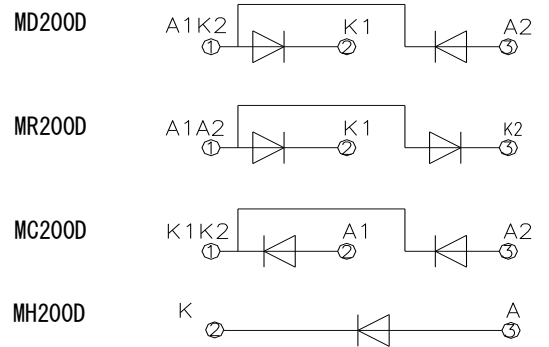 MD200D A1K2 K1 A2
1 2 3
MR200D A1A2 K1 K2
1 2 3
MC200D K1K2 A1 A2
1 2 3
MH200D K A
2 3